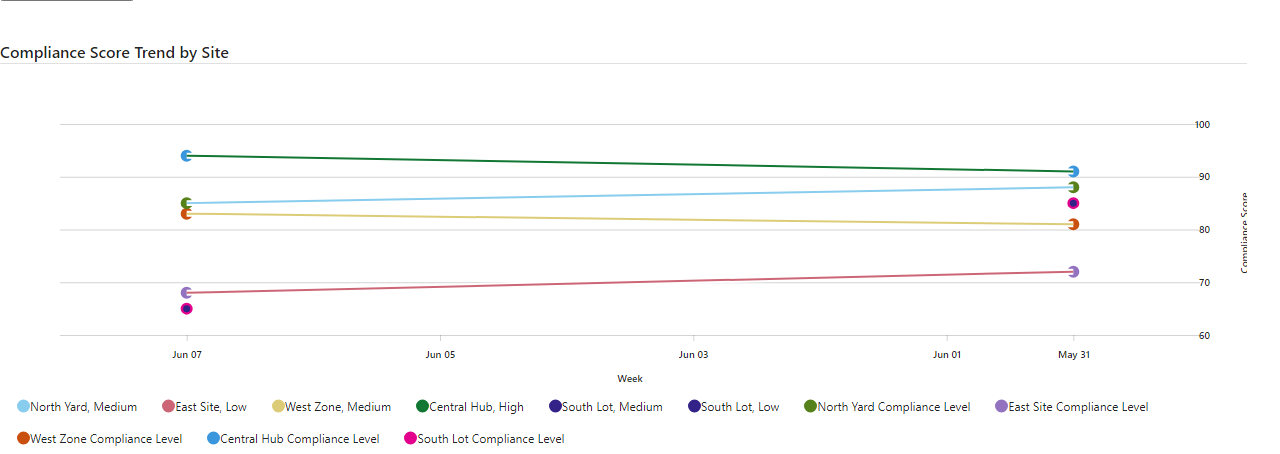 Compliance Score Trend by Site
100
90
80
70
60
Compliance Score
Jun 07 Jun 05 Jun 03 Jun 01 May 31
Week
North Yard, Medium East Site, Low West Zone, Medium Central Hub, High South Lot, Medium South Lot, Low North Yard Compliance Level East Site Compliance Level
West Zone Compliance Level Central Hub Compliance Level South Lot Compliance Level